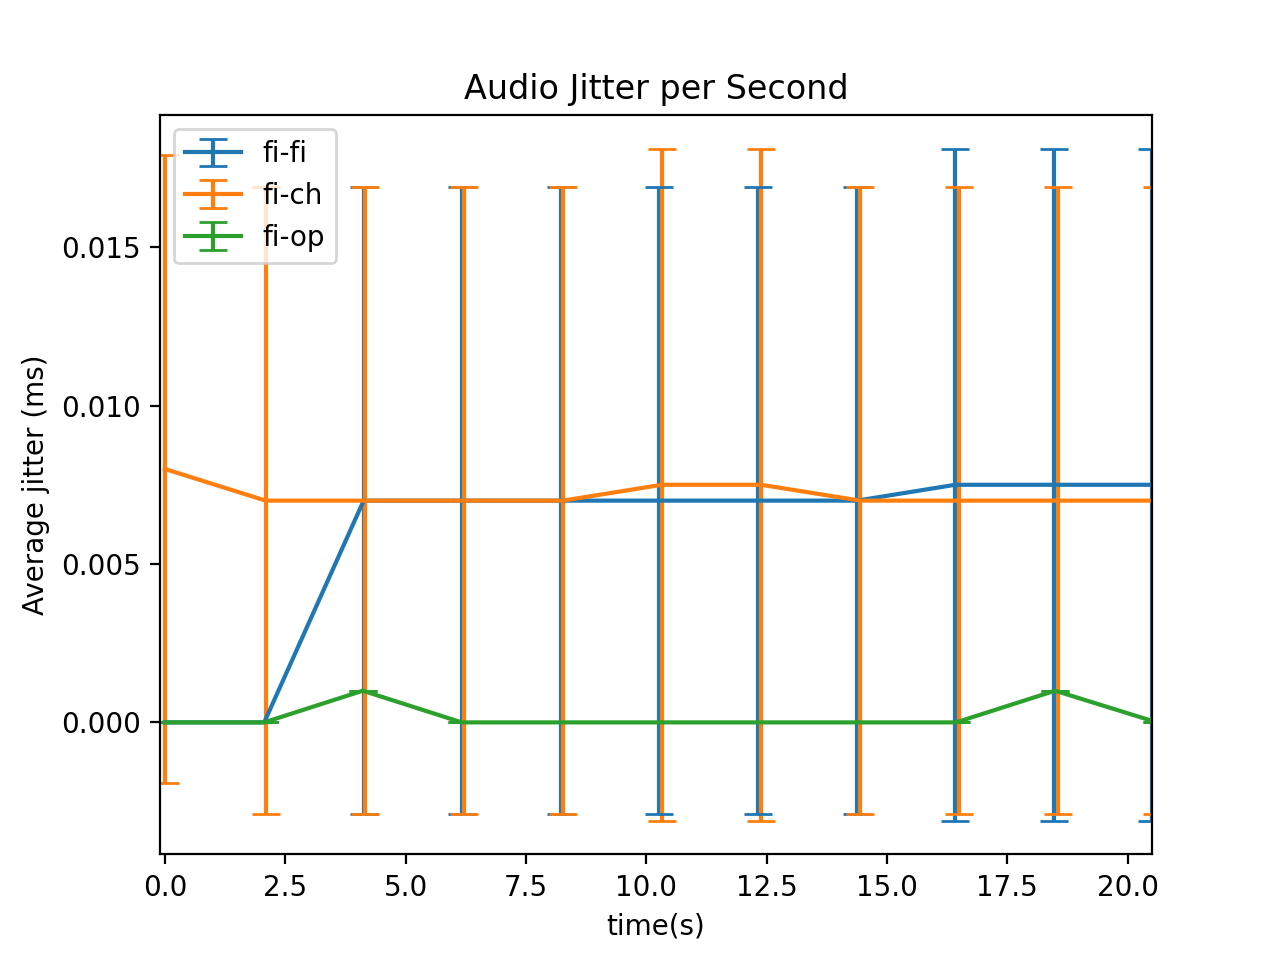 Audio Jitter per Second
fi-fi
fi-ch
fi-op
Average jitter (ms)
0.015
0.010
0.005
0.000
0.0 2.5 5.0 7.5 10.0 12.5 15.0 17.5 20.0
time(s)